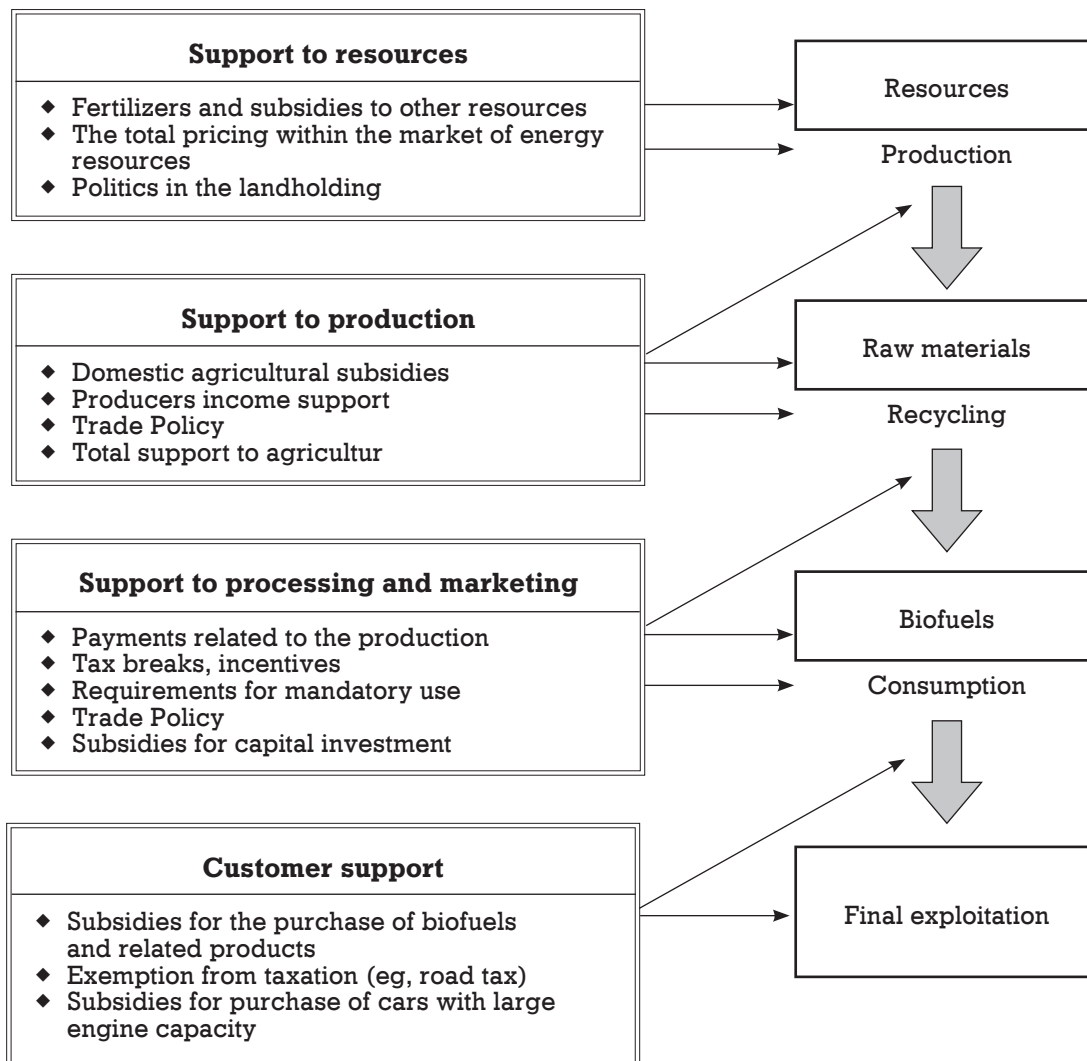 Support to resources
◆ Fertilizers and subsidies to other resources
◆ The total pricing within the market of energy
resources
◆ Politics in the landholding
Resources
Production
Support to production
◆ Domestic agricultural subsidies
◆ Producers income support
◆ Trade Policy
◆ Total support to agricultur
Raw materials
Recycling
Support to processing and marketing
◆ Payments related to the production
◆ Tax breaks, incentives
◆ Requirements for mandatory use
◆ Trade Policy
◆ Subsidies for capital investment
Biofuels
Consumption
Customer support
◆ Subsidies for the purchase of biofuels
and related products
◆ Exemption from taxation (eg, road tax)
◆ Subsidies for purchase of cars with large
engine capacity
Final exploitation